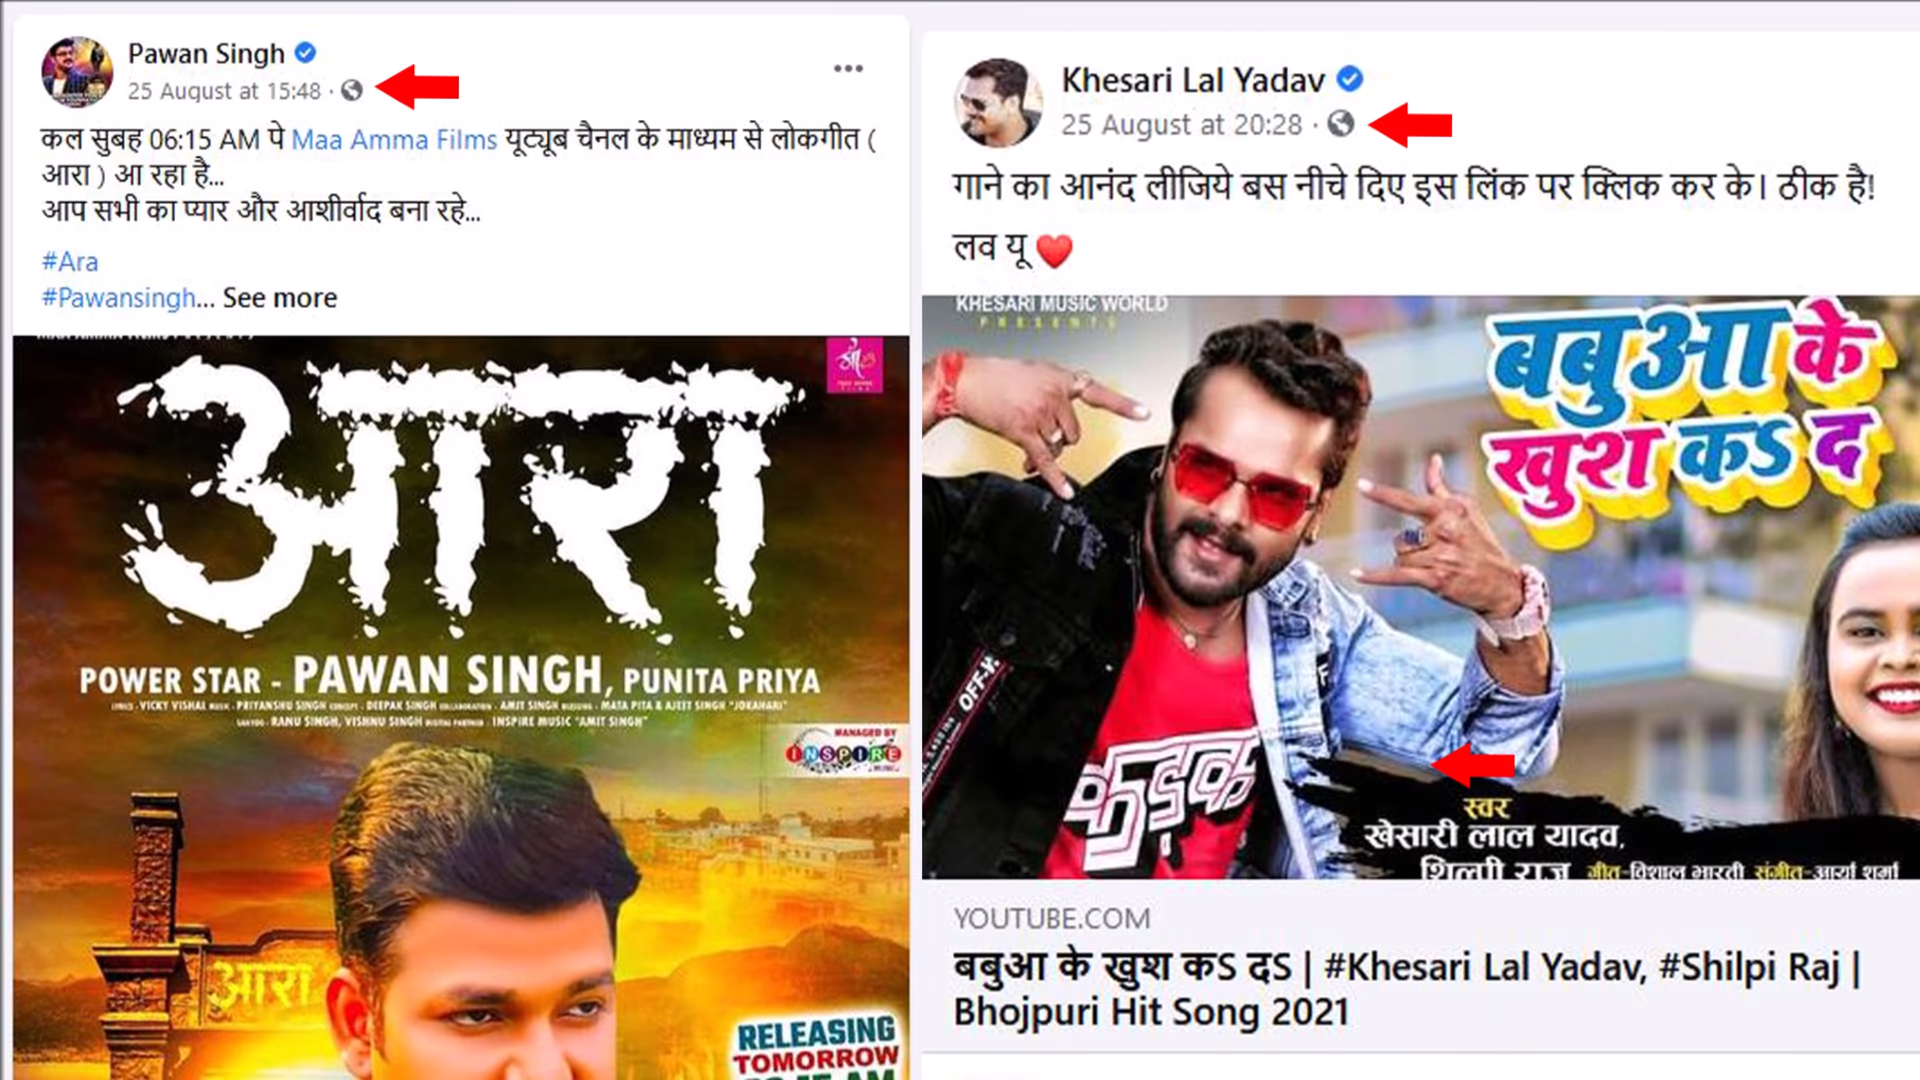 Pawan Singh
25 August at 15:48 ·
कल सुबह 06:15 AM पे Maa Amma Films यूट्यूब चैनल के माध्यम से लोकगीत (
आरा ) आ रहा है...
आप सभी का प्यार और आशीर्वाद बना रहे...
#Ara
#Pawansingh... See more
आरा
POWER STAR - PAWAN SINGH, PUNITA PRIYA
LYRICS - VICKY VISHAL MUSIK - PRIYANSHU SINGH CONCEPT - DEEPAK SINGH COLLABORATION - AMIT SINGH BLESSING - MATA PITA & AJEET SINGH "JOKAHARI"
RANU SINGH, VISHNU SINGH DIGITAL PARTNER - INSPIRE MUSIC "AMIT SINGH"
MANAGED BY
INSPIRE
आरा
RELEASING
TOMORROW
Khesari Lal Yadav
25 August at 20:28 ·
गाने का आनंद लीजिये बस नीचे दिए इस लिंक पर क्लिक कर के। ठीक है!
लव यू
KHESARI MUSIC WORLD
PRESENTS
बबुआ के
खुश कऽ द
OFF-W
कड़क
स्वर
खेसारी लाल यादव,
शिल्पी राज गीत-विशाल भारती संगीत-आर्या शर्मा
YOUTUBE.COM
बबुआ के खुश कS दS | #Khesari Lal Yadav, #Shilpi Raj |
Bhojpuri Hit Song 2021